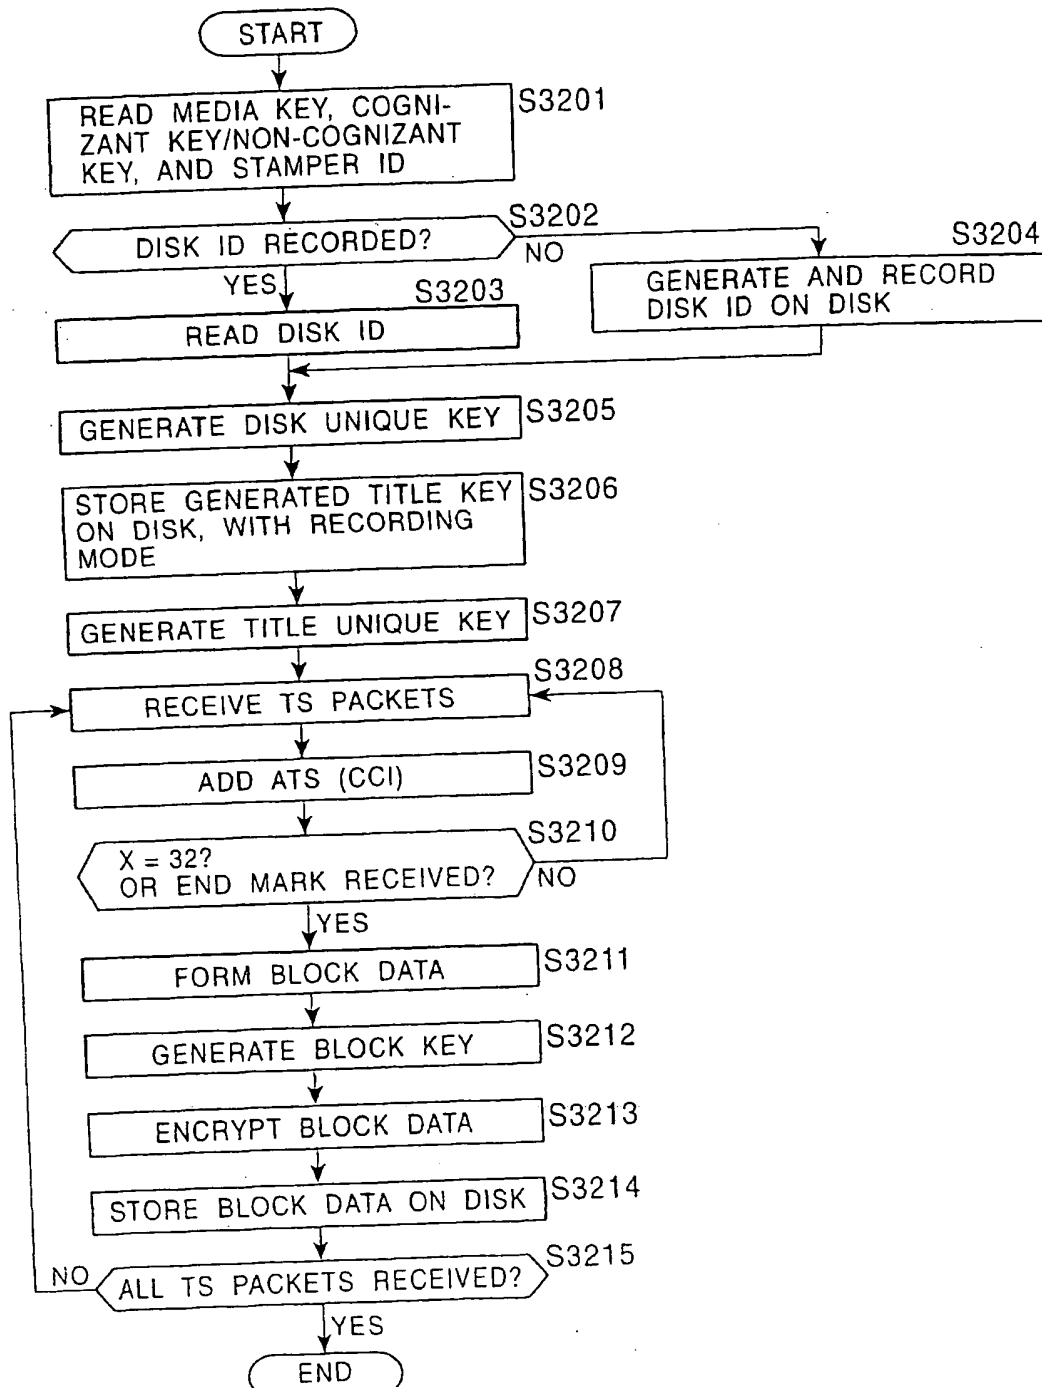 START
READ MEDIA KEY, COGNI-
ZANT KEY/NON-COGNIZANT
KEY, AND STAMPER ID
S3201
DISK ID RECORDED?
S3202
NO
YES
S3204
GENERATE AND RECORD
DISK ID ON DISK
S3203
READ DISK ID
GENERATE DISK UNIQUE KEY
S3205
STORE GENERATED TITLE KEY
ON DISK, WITH RECORDING
MODE
S3206
GENERATE TITLE UNIQUE KEY
S3207
S3208
RECEIVE TS PACKETS
ADD ATS (CCI)
S3209
S3210
X = 32?
OR END MARK RECEIVED?
NO
YES
FORM BLOCK DATA
S3211
GENERATE BLOCK KEY
S3212
ENCRYPT BLOCK DATA
S3213
STORE BLOCK DATA ON DISK
S3214
S3215
NO
ALL TS PACKETS RECEIVED?
YES
END